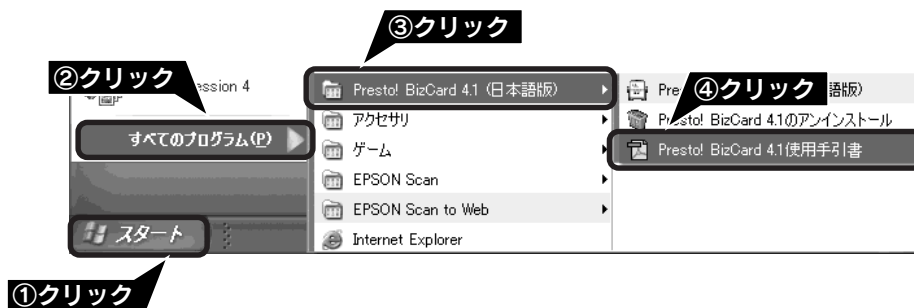 ③クリック
②クリック
ssion 4
Presto! BizCard 4.1 (日本語版)
Pre
④クリック
語版)
すべてのプログラム(P)
アクセサリ
Presto! BizCard 4.1のアンインストール
ゲーム
Presto! BizCard 4.1使用手引書
EPSON Scan
EPSON Scan to Web
スタート
Internet Explorer
①クリック